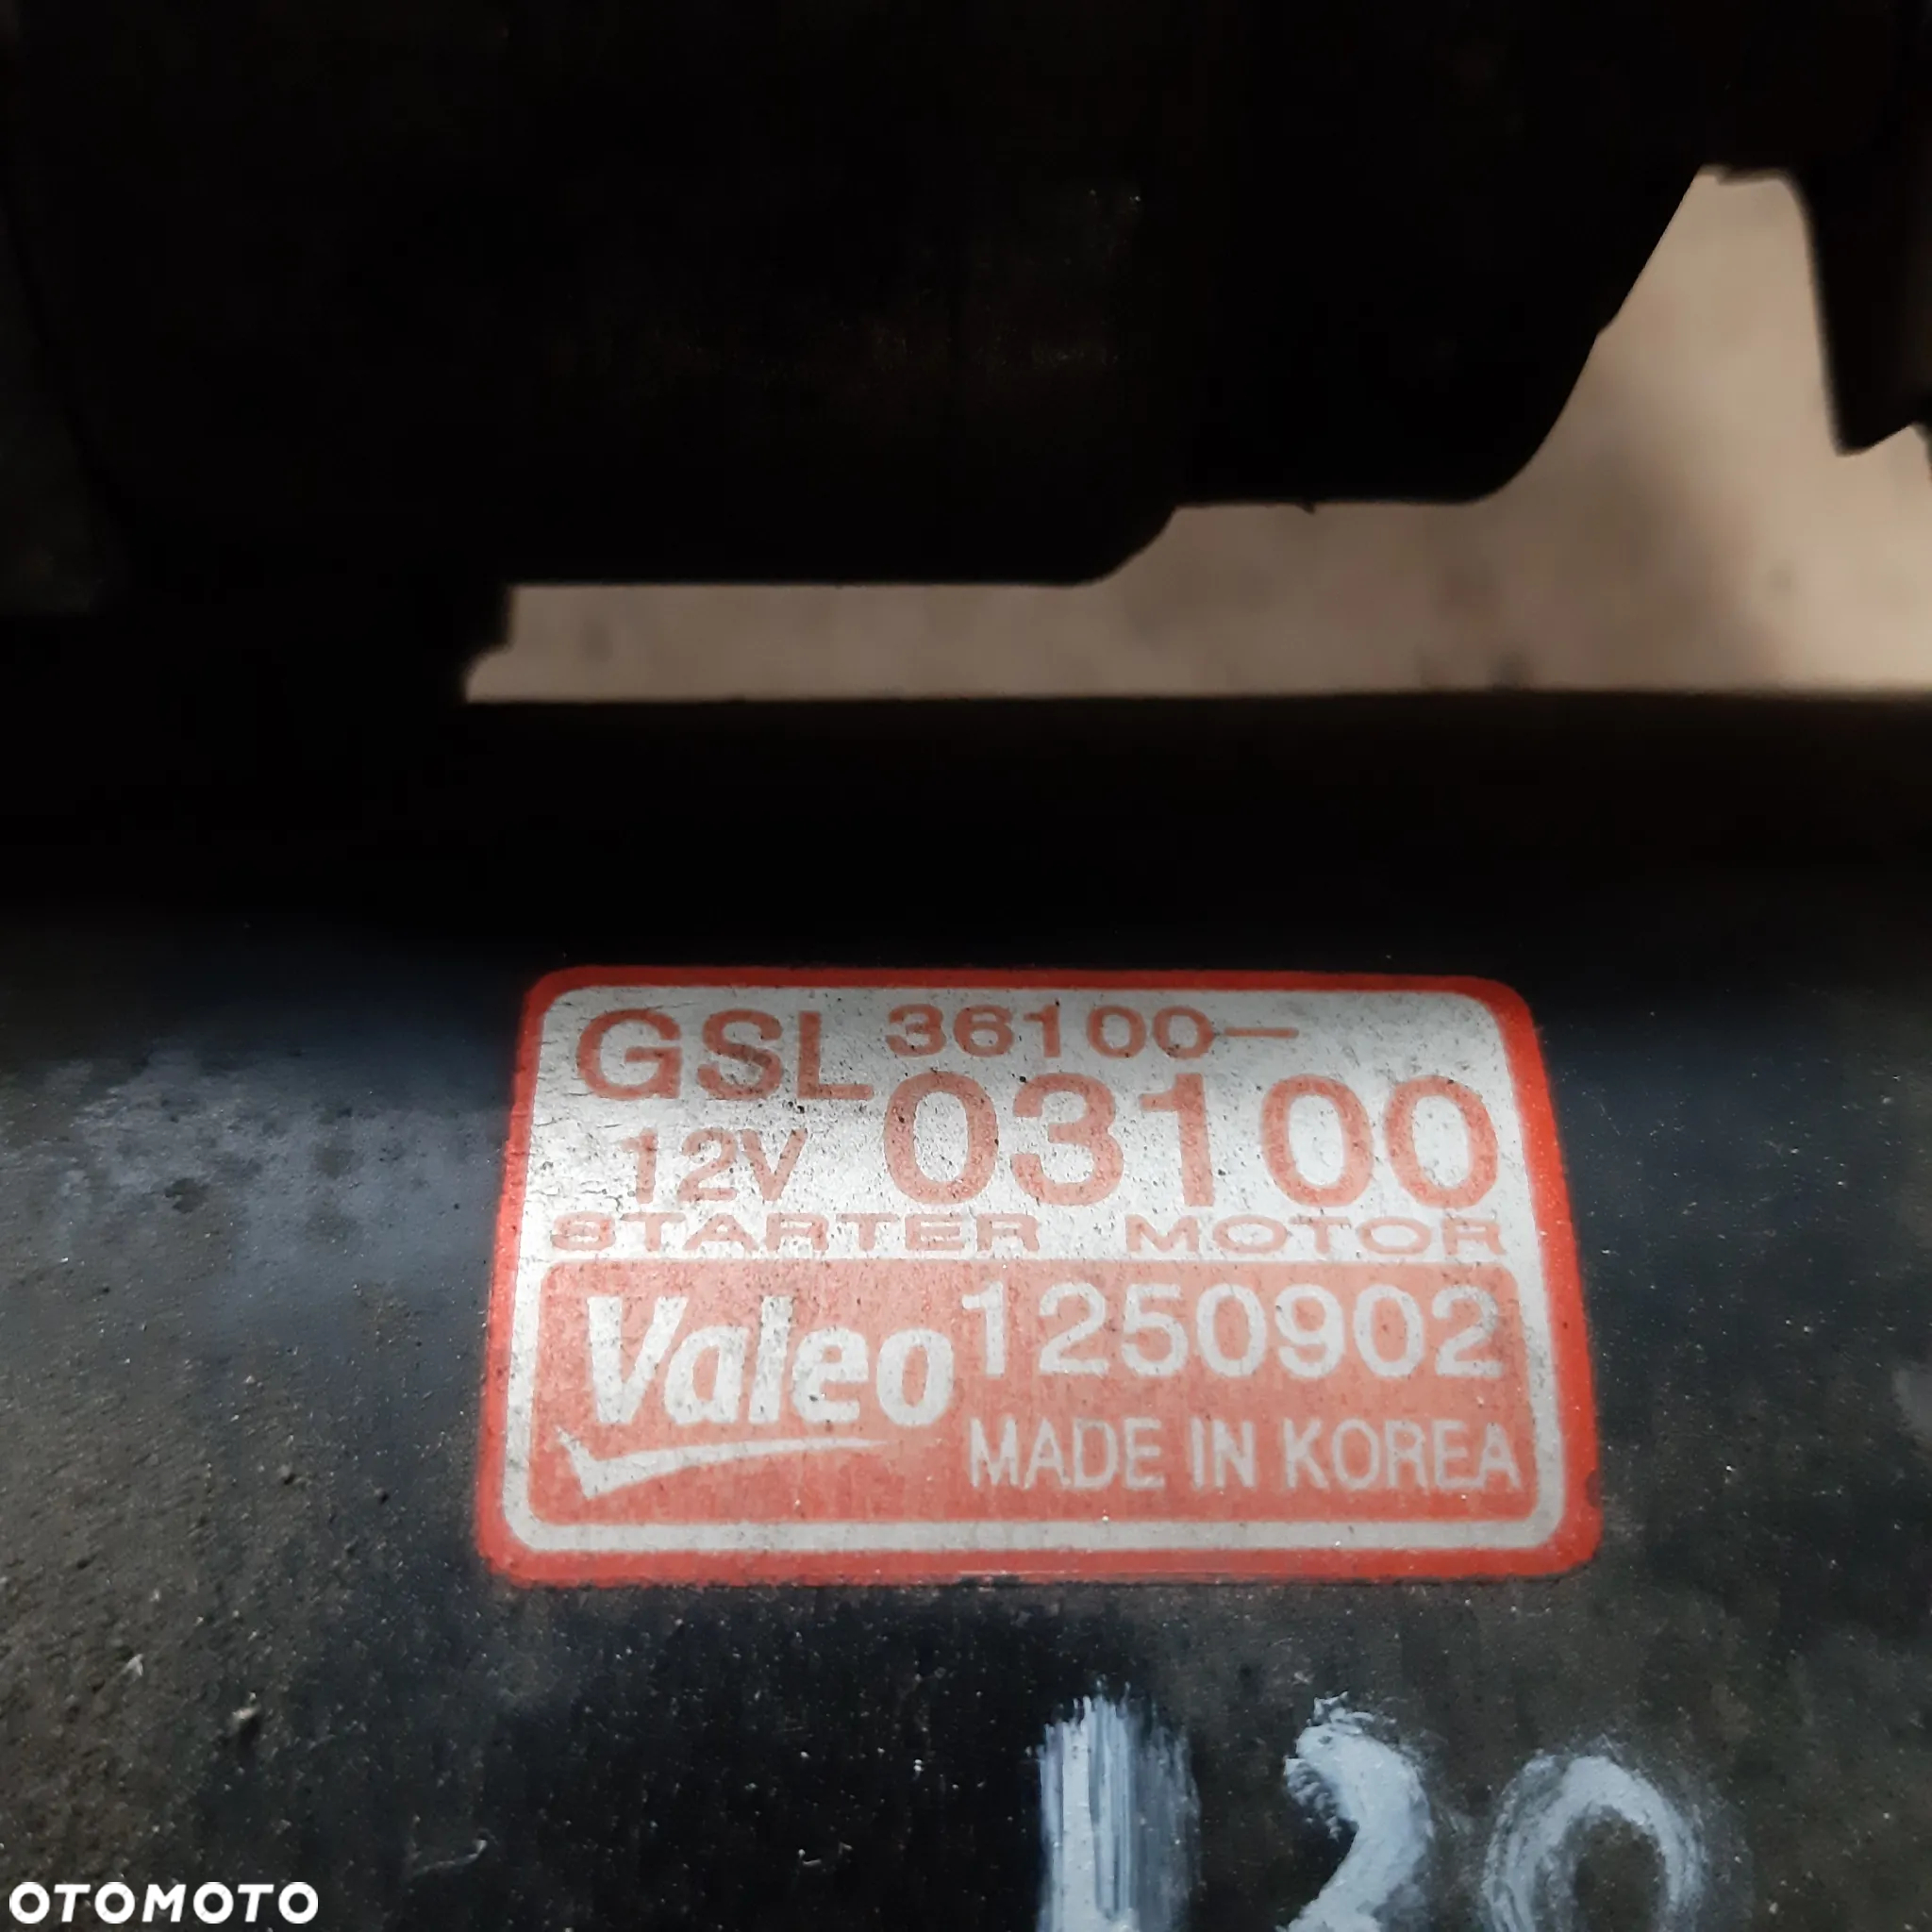 GSL 36100-
12V 03100
STARTER MOTOR
Valeo 1250902
MADE IN KOREA
OTOMOTO